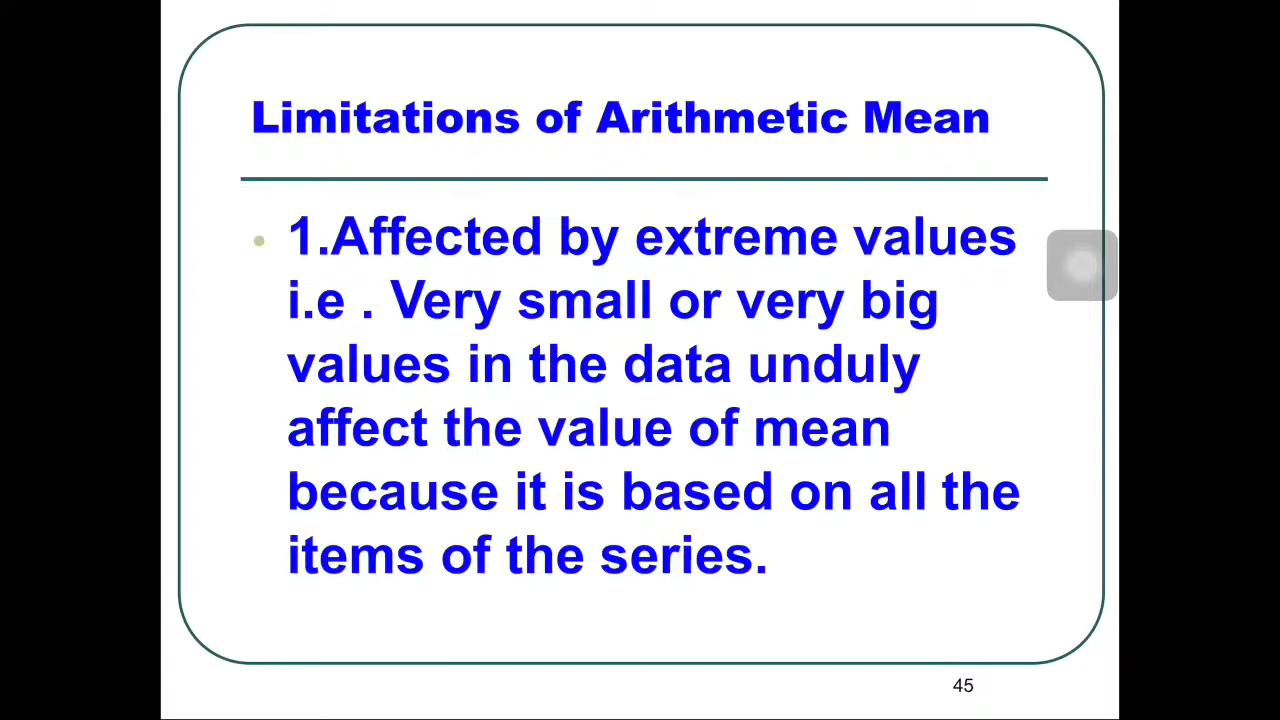 Limitations of Arithmetic Mean
• 1.Affected by extreme values
i.e . Very small or very big
values in the data unduly
affect the value of mean
because it is based on all the
items of the series.
45